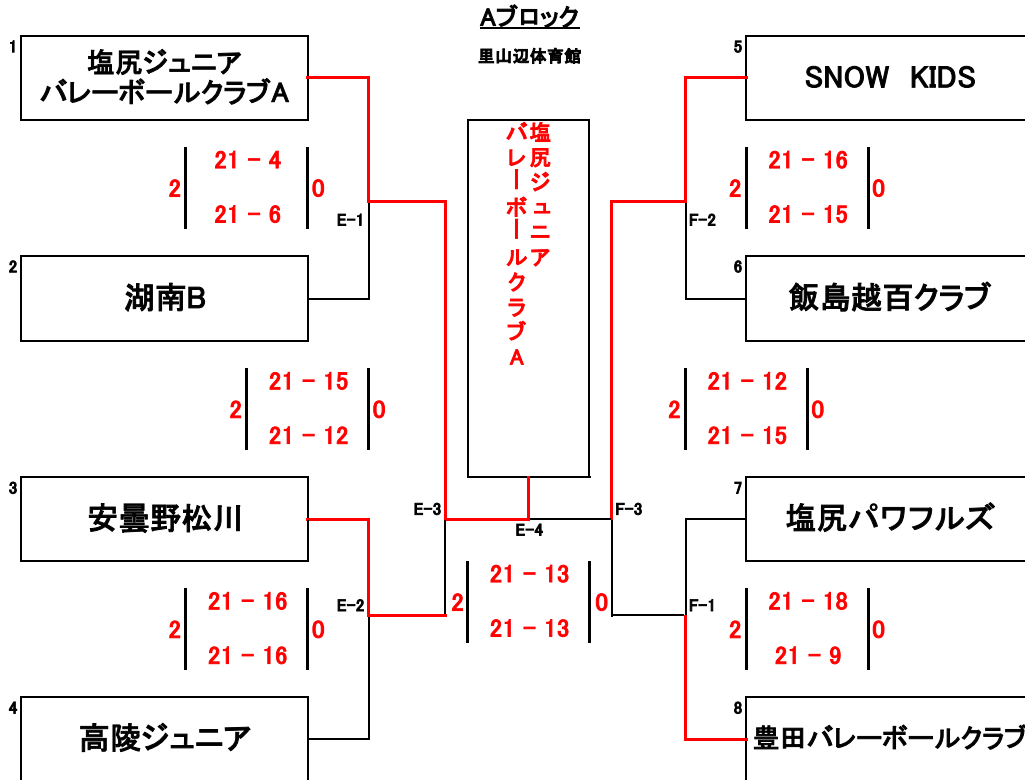 Aブロック
里山辺体育館
1
塩尻ジュニア
バレーボールクラブA
21 − 4
2
0
21 − 6
E−1
2
湖南B
21 − 15
2
0
21 − 12
3
安曇野松川
E−3
21 − 16
2
0
21 − 16
E−2
4
高陵ジュニア
塩尻ジュニア
バレーボールクラブA
E−4
21 − 13
2
0
21 − 13
5
SNOW KIDS
21 − 16
2
0
21 − 15
F−2
6
飯島越百クラブ
21 − 12
2
0
21 − 15
7
塩尻パワフルズ
F−3
F−1
21 − 18
2
0
21 − 9
8
豊田バレーボールクラブ